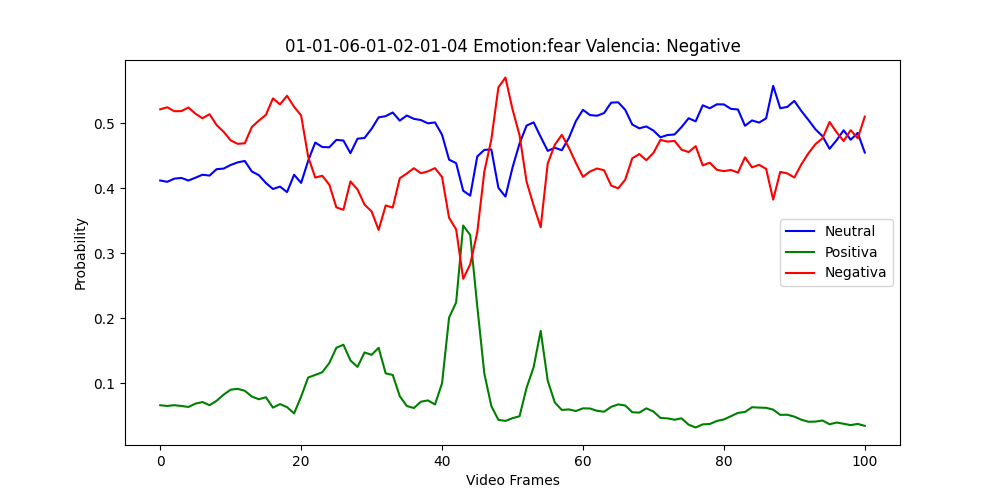 01-01-06-01-02-01-04 Emotion:fear Valencia: Negative
Probability
0.5
0.4
0.3
0.2
0.1
Neutral
Positiva
Negativa
0 20 40 60 80 100
Video Frames